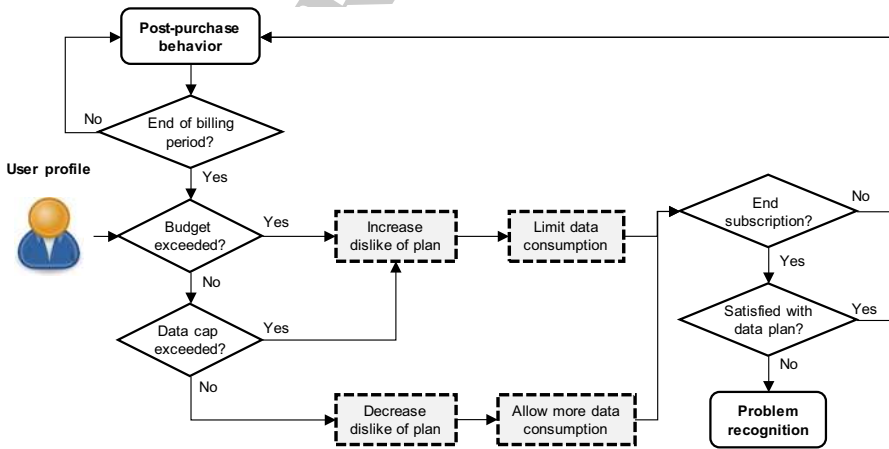 Post-purchase
behavior
No
End of billing
period?
User profile
Yes
Budget
exceeded?
Yes
Increase
dislike of plan
Limit data
consumption
End
subscription?
No
No
Yes
Data cap
exceeded?
Yes
Satisfied with
data plan?
Yes
No
No
Decrease
dislike of plan
Allow more data
consumption
Problem
recognition